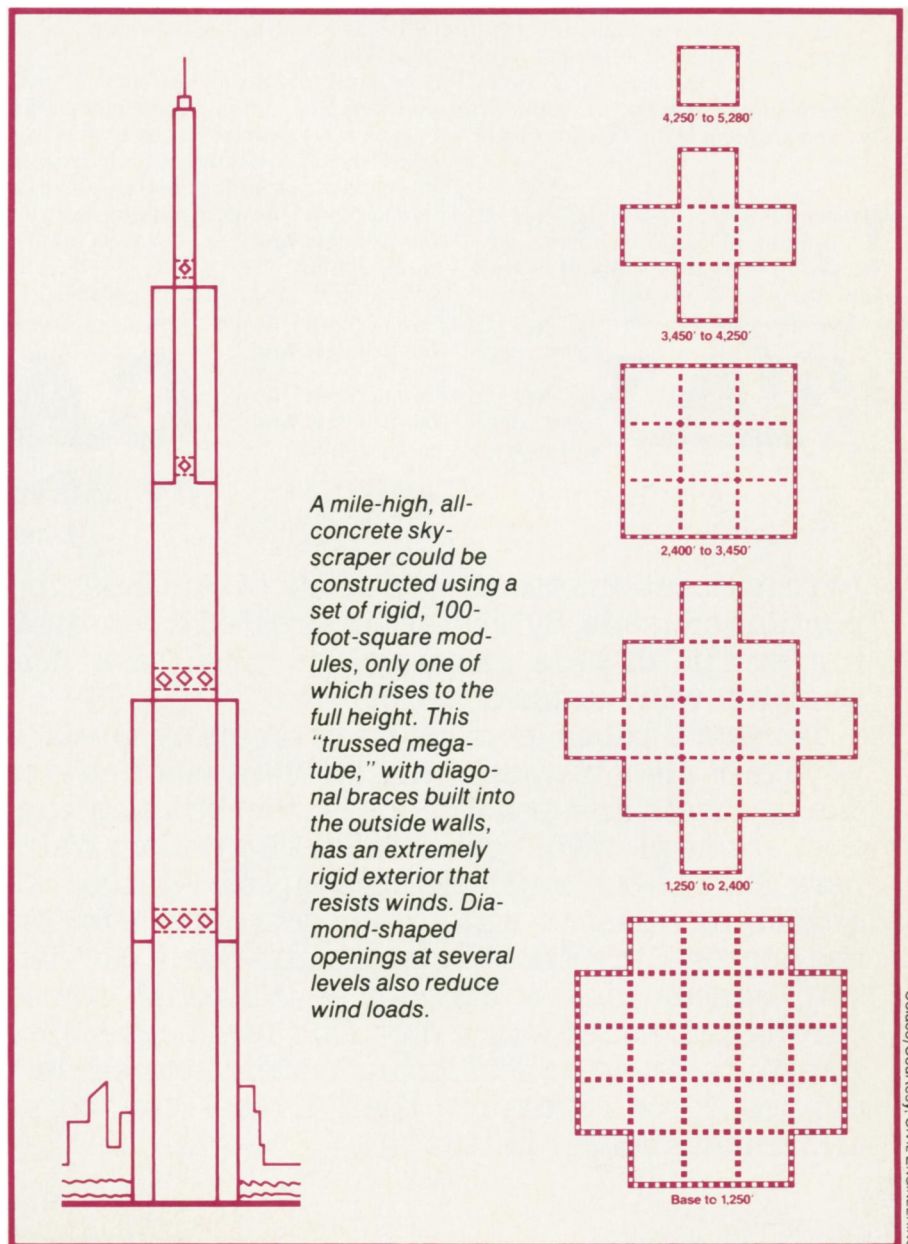 4,250' to 5,280'
3,450' to 4,250'
2,400' to 3,450'
1,250' to 2,400'
Base to 1,250'
A mile-high, all-
concrete sky-
scraper could be
constructed using a
set of rigid, 100-
foot-square mod-
ules, only one of
which rises to the
full height. This
“trussed mega-
tube,” with diago-
nal braces built into
the outside walls,
has an extremely
rigid exterior that
resists winds. Dia-
mond-shaped
openings at several
levels also reduce
wind loads.